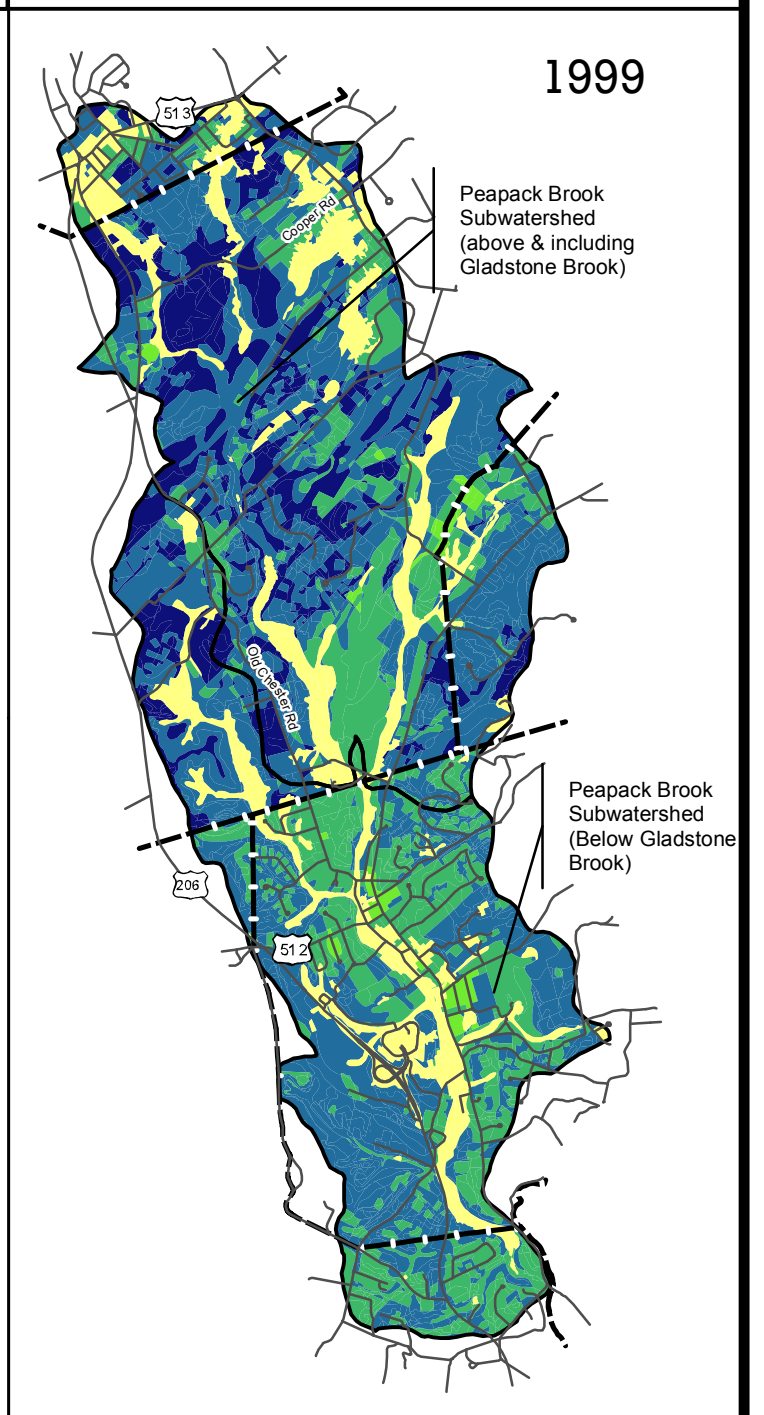 1999
513
Peapack Brook
Subwatershed
(above & including
Gladstone Brook)
Cooper Rd
Old Chester Rd
Peapack Brook
Subwatershed
(Below Gladstone
Brook)
206
512